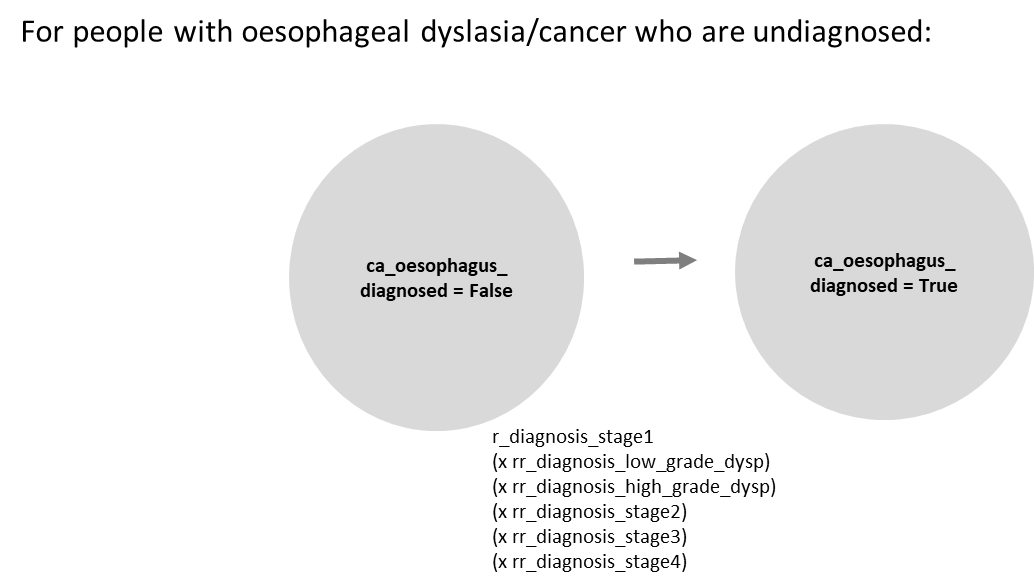 For people with oesophageal dyslasia/cancer who are undiagnosed:
ca_oesophagus_
diagnosed = False
ca_oesophagus_
diagnosed = True
r_diagnosis_stage1
(x rr_diagnosis_low_grade_dysp)
(x rr_diagnosis_high_grade_dysp)
(x rr_diagnosis_stage2)
(x rr_diagnosis_stage3)
(x rr_diagnosis_stage4)